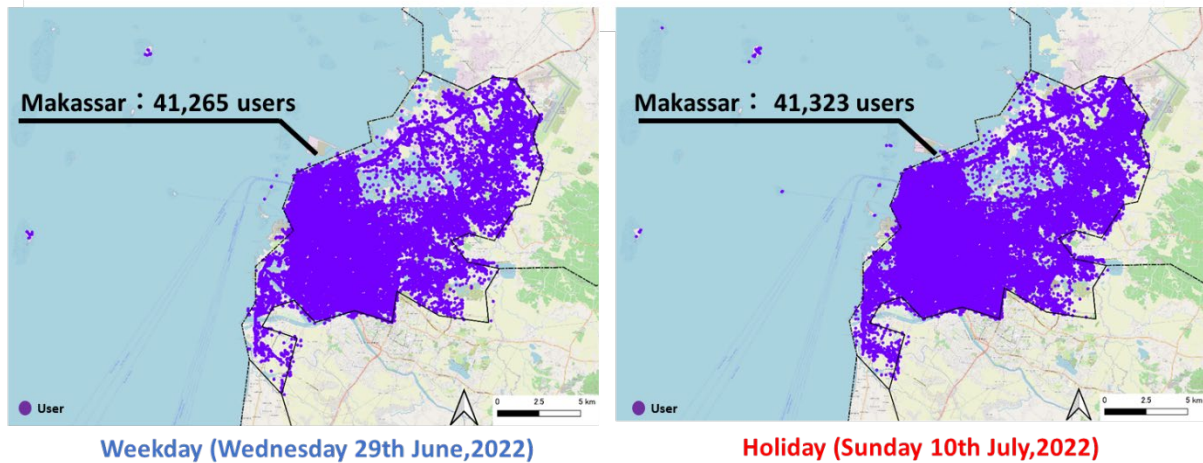 Makassar：41,265 users
User
0 2.5 5 km
Weekday (Wednesday 29th June,2022)
Makassar： 41,323 users
User
0 2.5 5 km
Holiday (Sunday 10th July,2022)